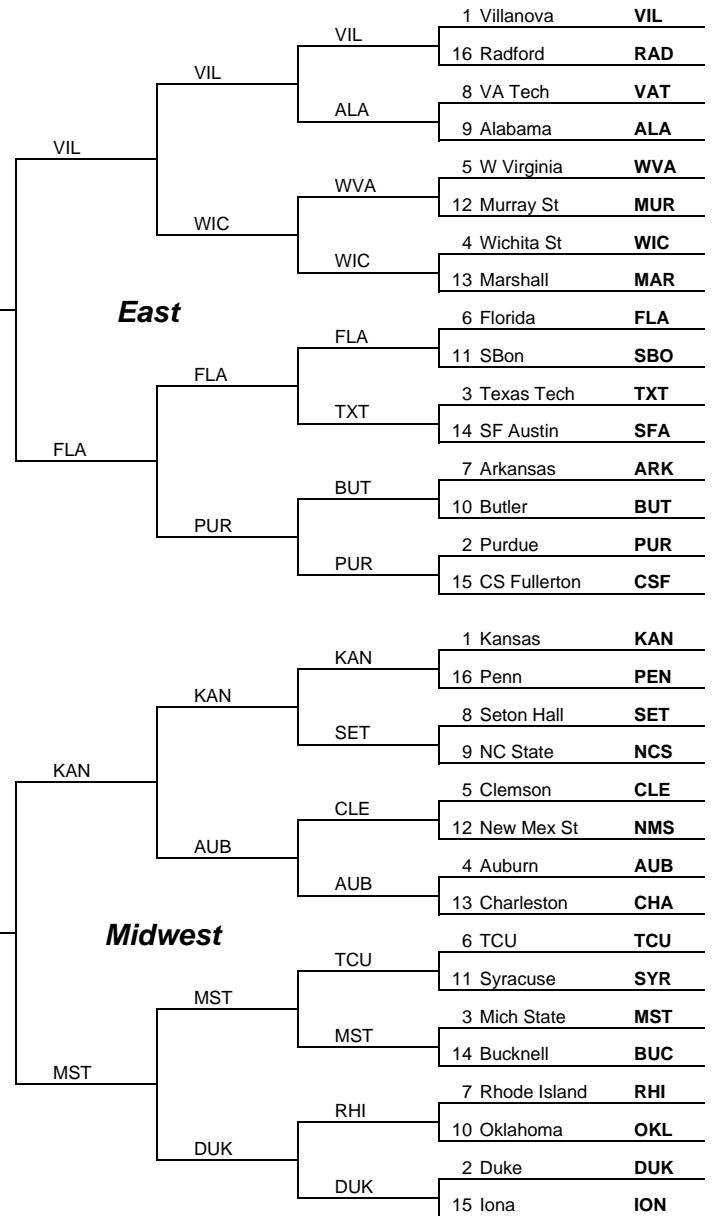 1 Villanova VIL
VIL
16 Radford RAD
VIL
8 VA Tech VAT
ALA
9 Alabama ALA
VIL
5 W Virginia WVA
WVA
12 Murray St MUR
WIC
4 Wichita St WIC
WIC
13 Marshall MAR
East
6 Florida FLA
FLA
11 SBon SBO
FLA
3 Texas Tech TXT
TXT
14 SF Austin SFA
FLA
7 Arkansas ARK
BUT
10 Butler BUT
PUR
2 Purdue PUR
PUR
15 CS Fullerton CSF
1 Kansas KAN
KAN
16 Penn PEN
KAN
8 Seton Hall SET
SET
9 NC State NCS
KAN
5 Clemson CLE
CLE
12 New Mex St NMS
AUB
4 Auburn AUB
AUB
13 Charleston CHA
Midwest
6 TCU TCU
TCU
11 Syracuse SYR
MST
3 Mich State MST
MST
14 Bucknell BUC
MST
7 Rhode Island RHI
RHI
10 Oklahoma OKL
DUK
2 Duke DUK
DUK
15 Iona ION